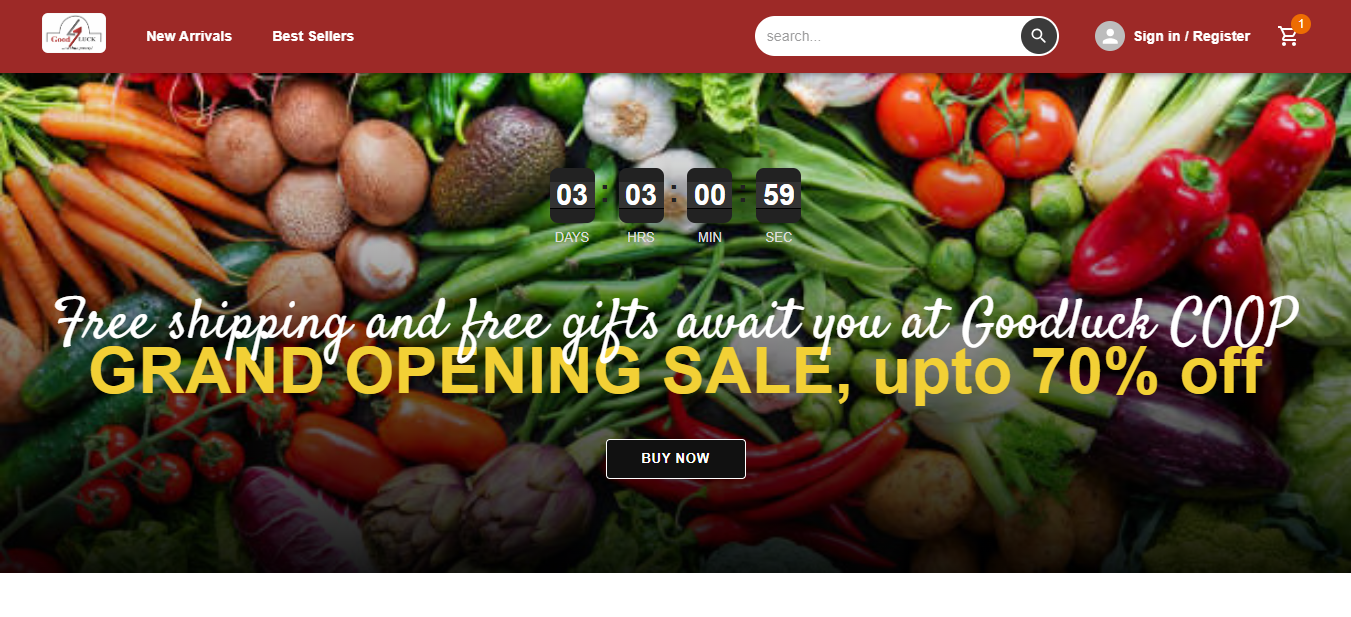 Good LUCK
New Arrivals
Best Sellers
search...
Sign in / Register
1
03 : 03 : 00 : 59
DAYS HRS MIN SEC
Free shipping and free gifts await you at Goodluck COOP
GRAND OPENING SALE, upto 70% off
BUY NOW